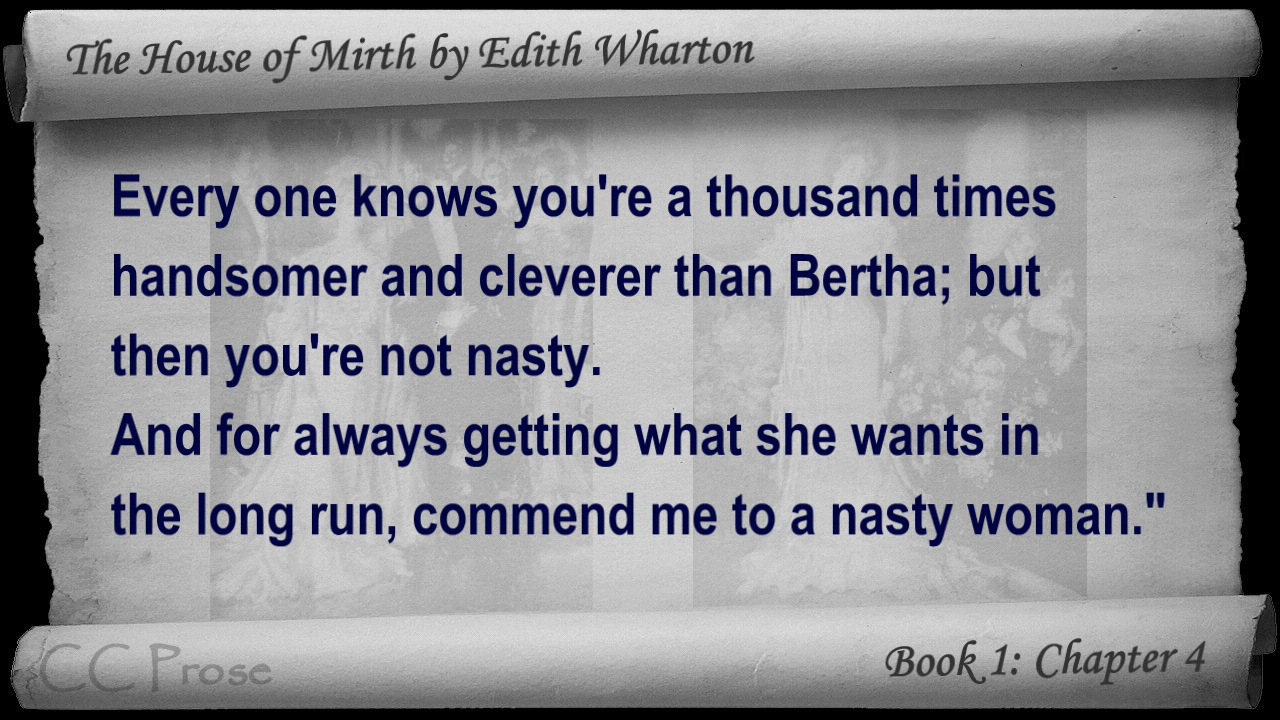 The House of Mirth by Edith Wharton
Every one knows you're a thousand times
handsomer and cleverer than Bertha; but
then you're not nasty.
And for always getting what she wants in
the long run, commend me to a nasty woman."
CC Prose
Book 1: Chapter 4